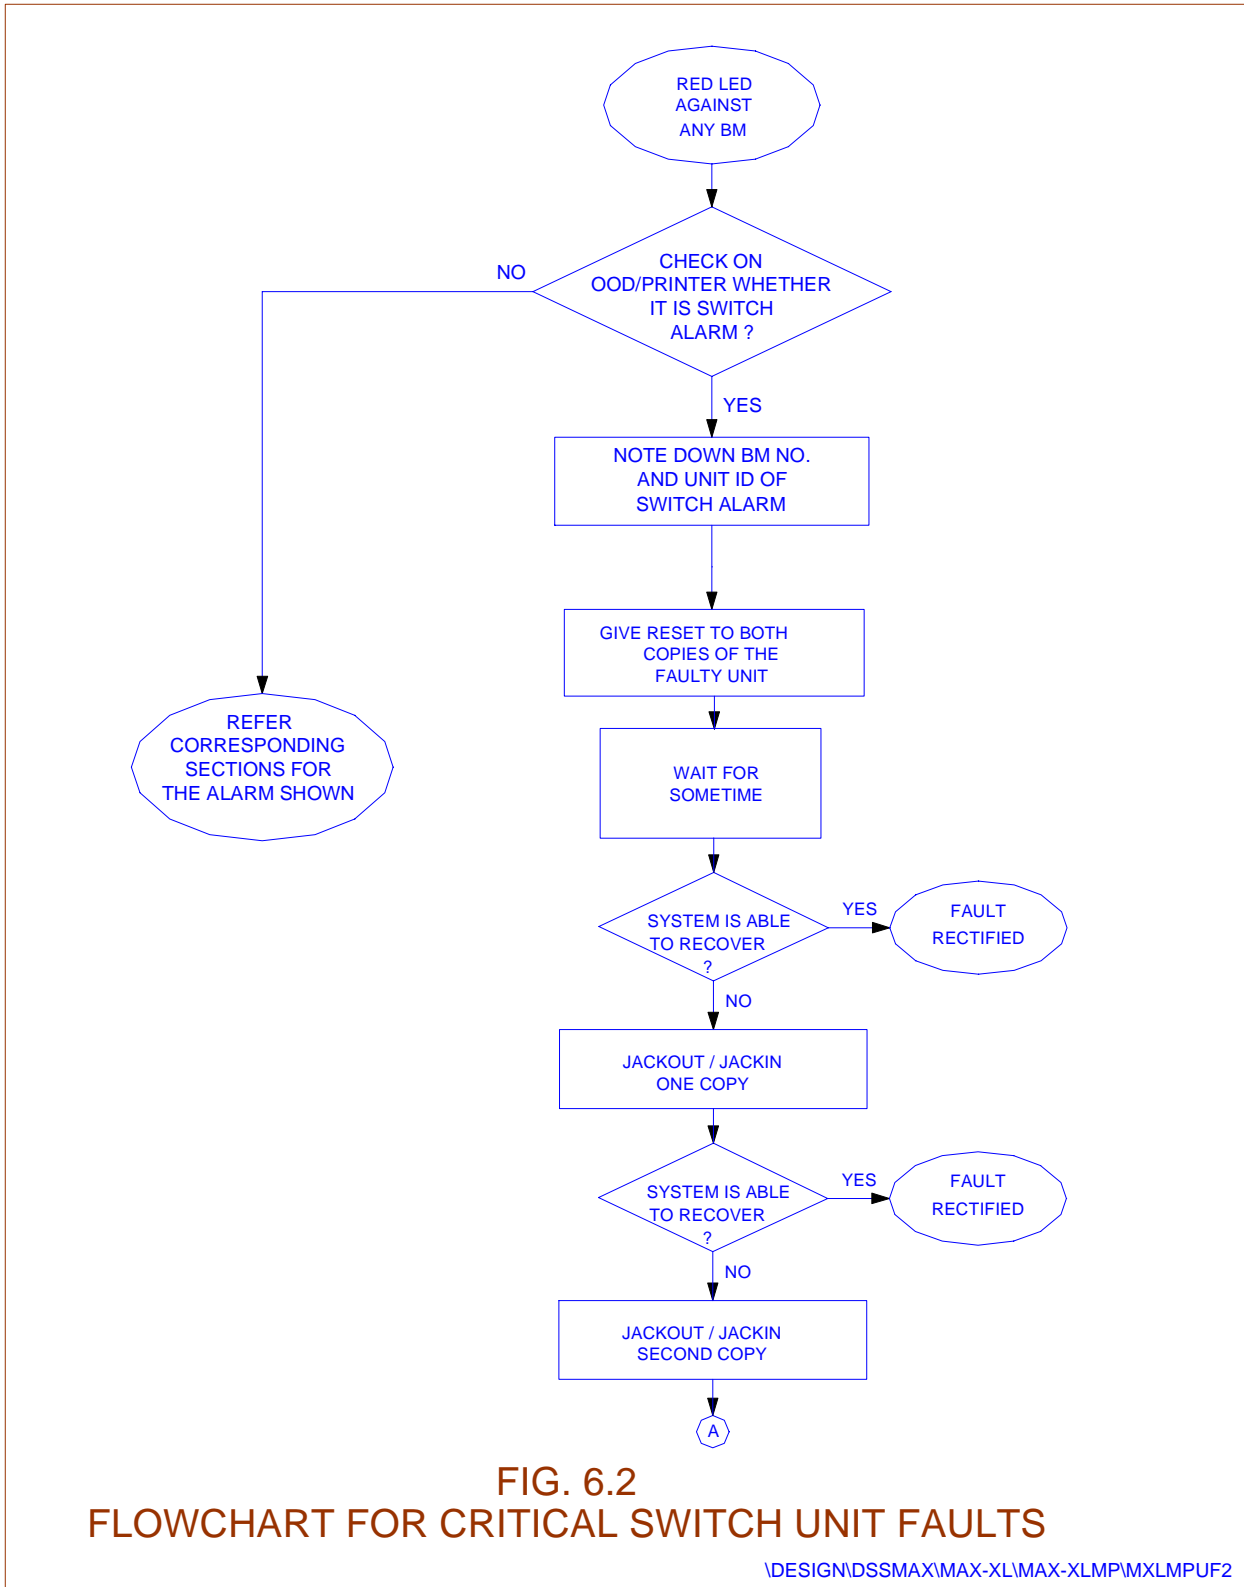 RED LED
AGAINST
ANY BM
CHECK ON
OOD/PRINTER WHETHER
IT IS SWITCH
ALARM ?
NO
YES
NOTE DOWN BM NO.
AND UNIT ID OF
SWITCH ALARM
GIVE RESET TO BOTH
COPIES OF THE
FAULTY UNIT
REFER
CORRESPONDING
SECTIONS FOR
THE ALARM SHOWN
WAIT FOR
SOMETIME
SYSTEM IS ABLE
TO RECOVER
?
YES
FAULT
RECTIFIED
NO
JACKOUT / JACKIN
ONE COPY
SYSTEM IS ABLE
TO RECOVER
?
YES
FAULT
RECTIFIED
NO
JACKOUT / JACKIN
SECOND COPY
A
FIG. 6.2
FLOWCHART FOR CRITICAL SWITCH UNIT FAULTS
\DESIGN\DSSMAX\MAX-XL\MAX-XLMP\MXLMPUF2